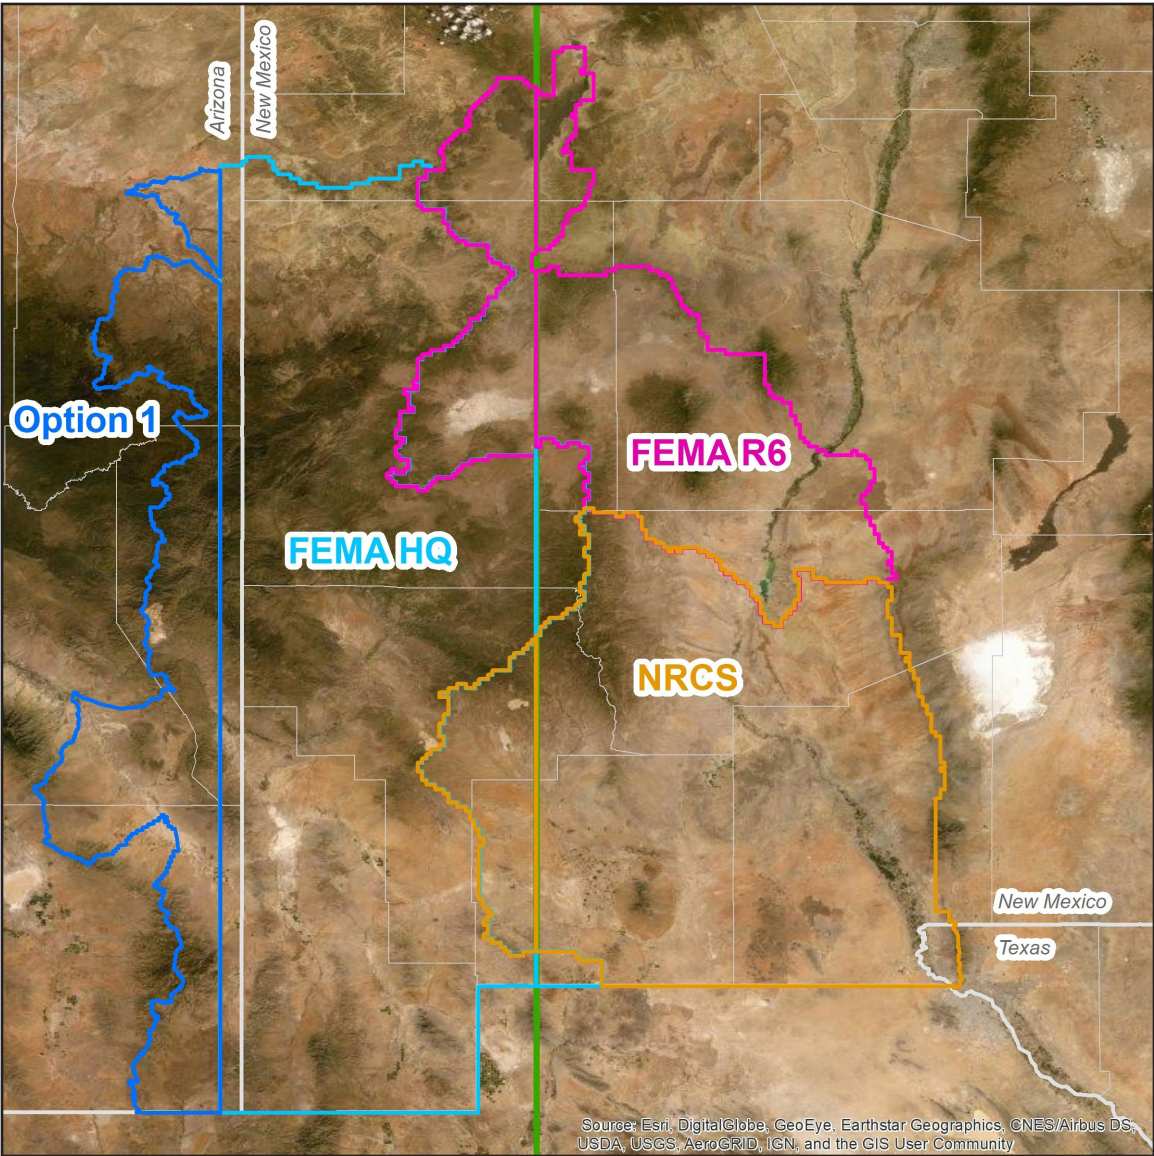 Arizona
New Mexico
Option 1
FEMA R6
FEMA HQ
NRCS
New Mexico
Texas
Source: Esri, DigitalGlobe, GeoEye, Earthstar Geographics, CNES/Airbus DS,
USDA, USGS, AeroGRID, IGN, and the GIS User Community